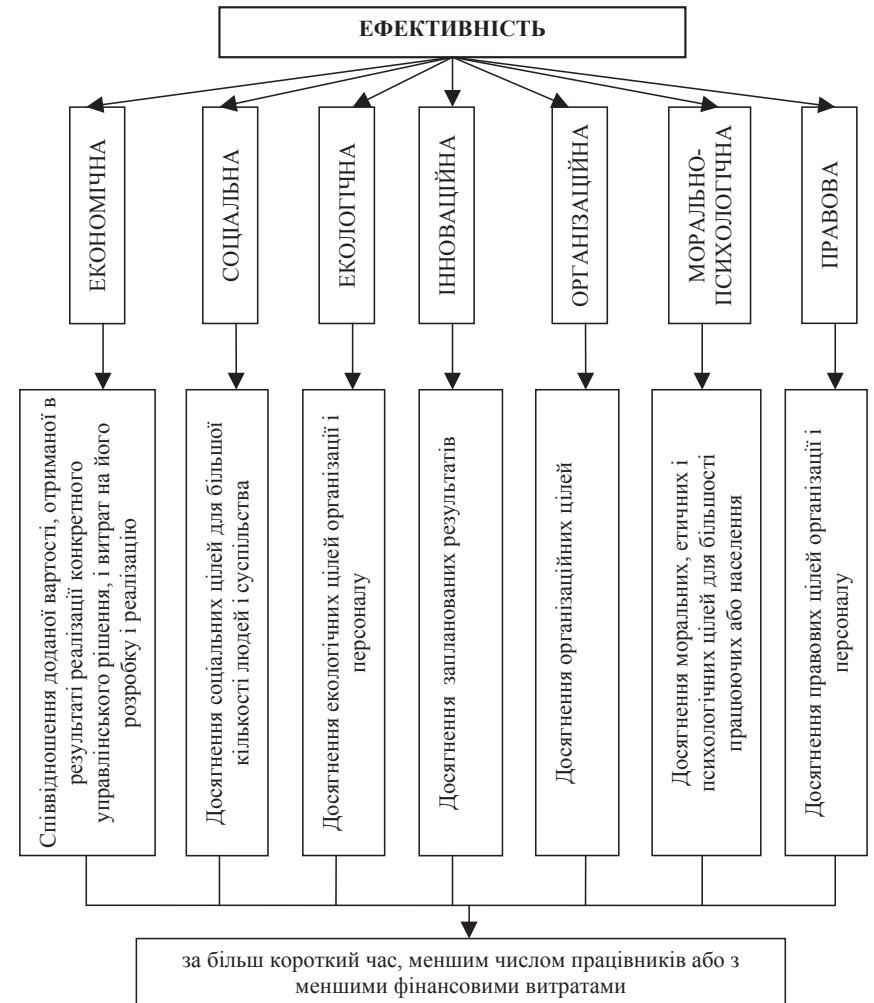 ЕФЕКТИВНІСТЬ
ЕКОНОМІЧНА
СОЦІАЛЬНА
ЕКОЛОГІЧНА
ІННОВАЦІЙНА
ОРГАНІЗАЦІЙНА
МОРАЛЬНО-
ПСИХОЛОГІЧНА
ПРАВОВА
Співвідношення доданої вартості, отриманої в
результаті реалізації конкретного
управлінського рішення, і витрат на його
розробку і реалізацію
Досягнення соціальних цілей для більшої
кількості людей і суспільства
Досягнення екологічних цілей організації і
персоналу
Досягнення запланованих результатів
Досягнення організаційних цілей
Досягнення моральних, етичних і
психологічних цілей для більшості
працюючих або населення
Досягнення правових цілей організації і
персоналу
за більш короткий час, меншим числом працівників або з
меншими фінансовими витратами